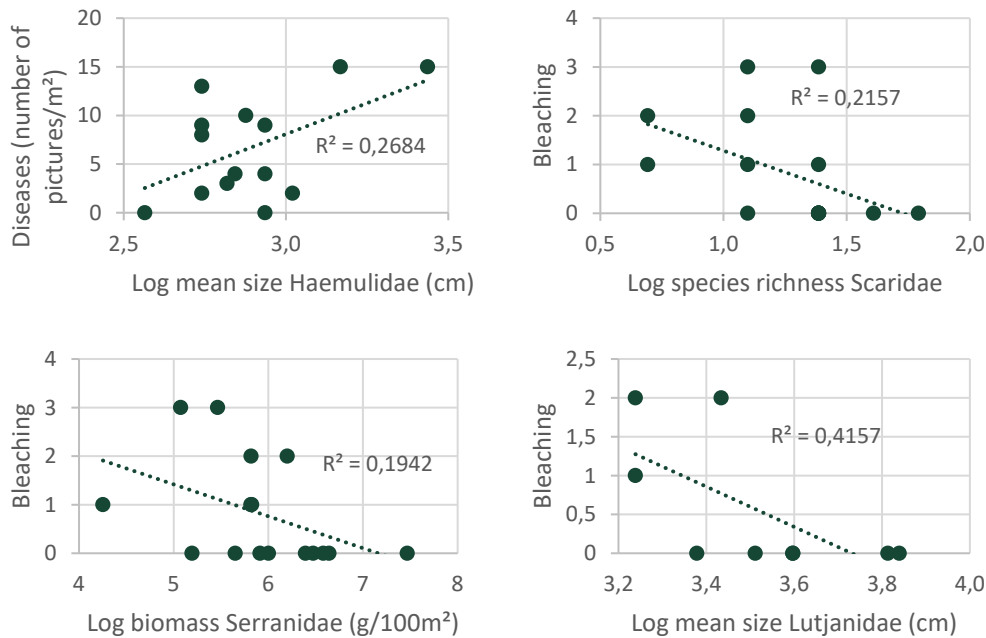 Diseases (number of
pictures/m²)
20
15
10
5
0
R² = 0,2684
2,5
3,0
3,5
Log mean size Haemulidae (cm)
Bleaching
4
3
2
1
0
R² = 0,2157
0,5
1,0
1,5
2,0
Log species richness Scaridae
Bleaching
4
3
2
1
0
R² = 0,1942
4
5
6
7
8
Log biomass Serranidae (g/100m²)
Bleaching
2,5
2
1,5
1
0,5
0
R² = 0,4157
3,2
3,4
3,6
3,8
4,0
Log mean size Lutjanidae (cm)